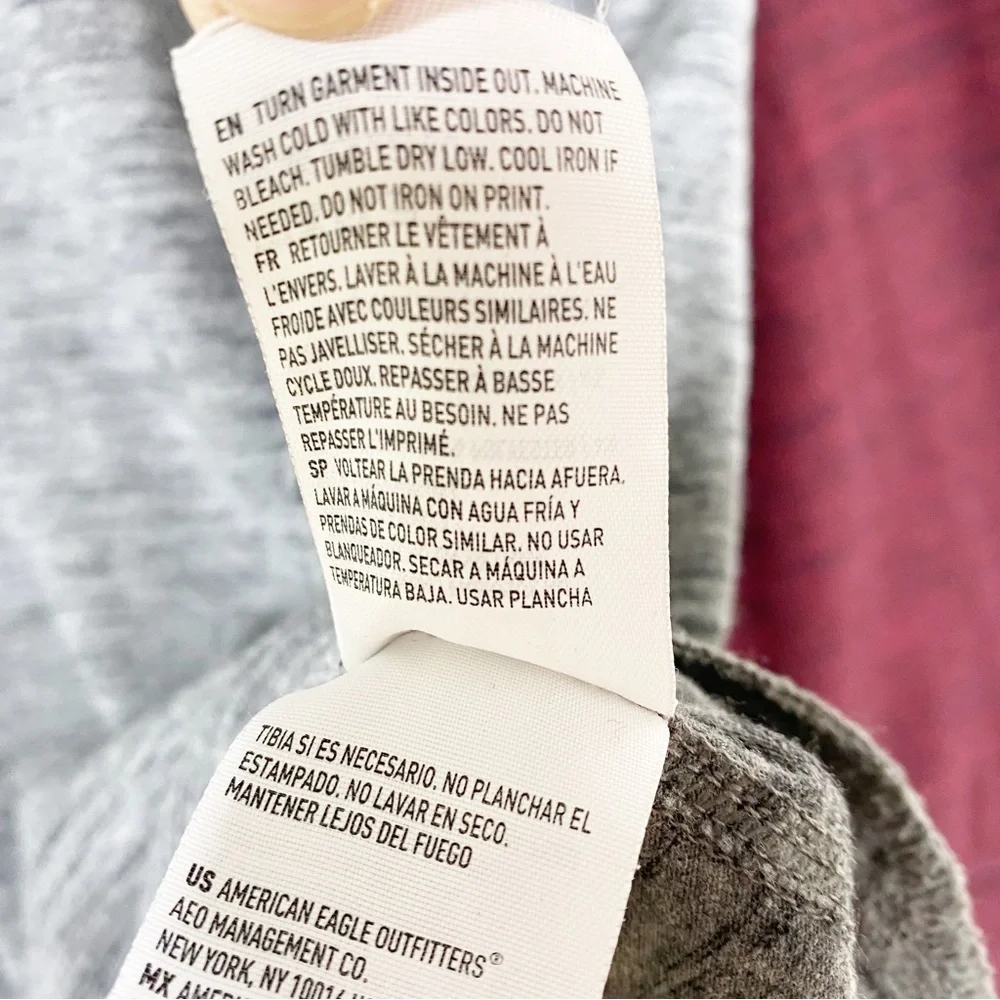 EN TURN GARMENT INSIDE OUT. MACHINE
WASH COLD WITH LIKE COLORS. DO NOT
BLEACH. TUMBLE DRY LOW. COOL IRON IF
NEEDED. DO NOT IRON ON PRINT.
FR RETOURNER LE VÊTEMENT À
L'ENVERS. LAVER À LA MACHINE À L'EAU
FROIDE AVEC COULEURS SIMILAIRES. NE
PAS JAVELLISER. SÉCHER À LA MACHINE
CYCLE DOUX. REPASSER À BASSE
TEMPÉRATURE AU BESOIN. NE PAS
REPASSER L'IMPRIMÉ.
SP VOLTEAR LA PRENDA HACIA AFUERA.
LAVAR A MÁQUINA CON AGUA FRÍA Y
PRENDAS DE COLOR SIMILAR. NO USAR
BLANQUEADOR. SECAR A MÁQUINA A
TEMPERATURA BAJA. USAR PLANCHA
TIBIA SI ES NECESARIO. NO PLANCHAR EL
ESTAMPADO. NO LAVAR EN SECO.
MANTENER LEJOS DEL FUEGO
US AMERICAN EAGLE OUTFITTERS®
AEO MANAGEMENT CO.
NEW YORK, NY
MX